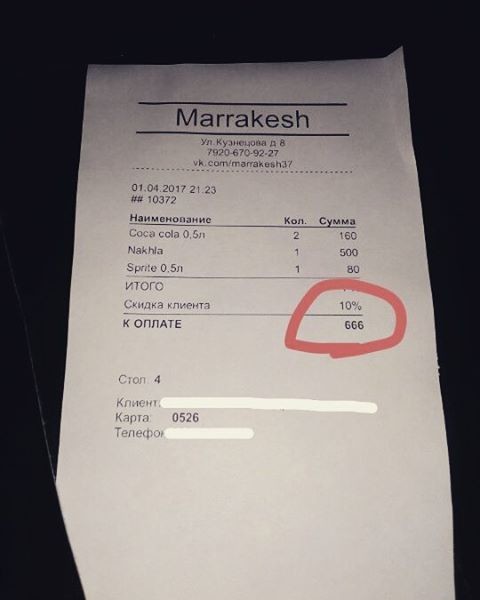 Marrakesh
Ул.Кузнецова д 8
7920-670-92-27
vk.com/marrakesh37
01.04.2017 21.23
## 10372
Наименование Кол. Сумма
Coca cola 0,5л 2 160
Nakhla 1 500
Sprite 0,5л 1 80
ИТОГО
Скидка клиента 10%
К ОПЛАТЕ 666
Стол: 4
Клиент:
Карта: 0526
Телефон